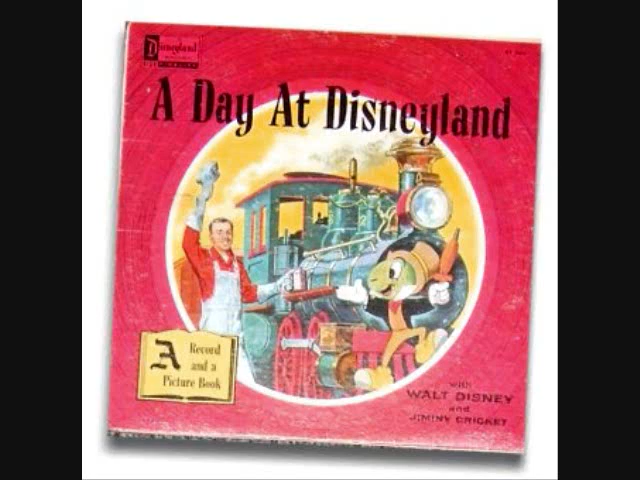 Disneyland
A Day At Disneyland
A Record
and a
Picture Book
with
WALT DISNEY
and
JIMINY CRICKET